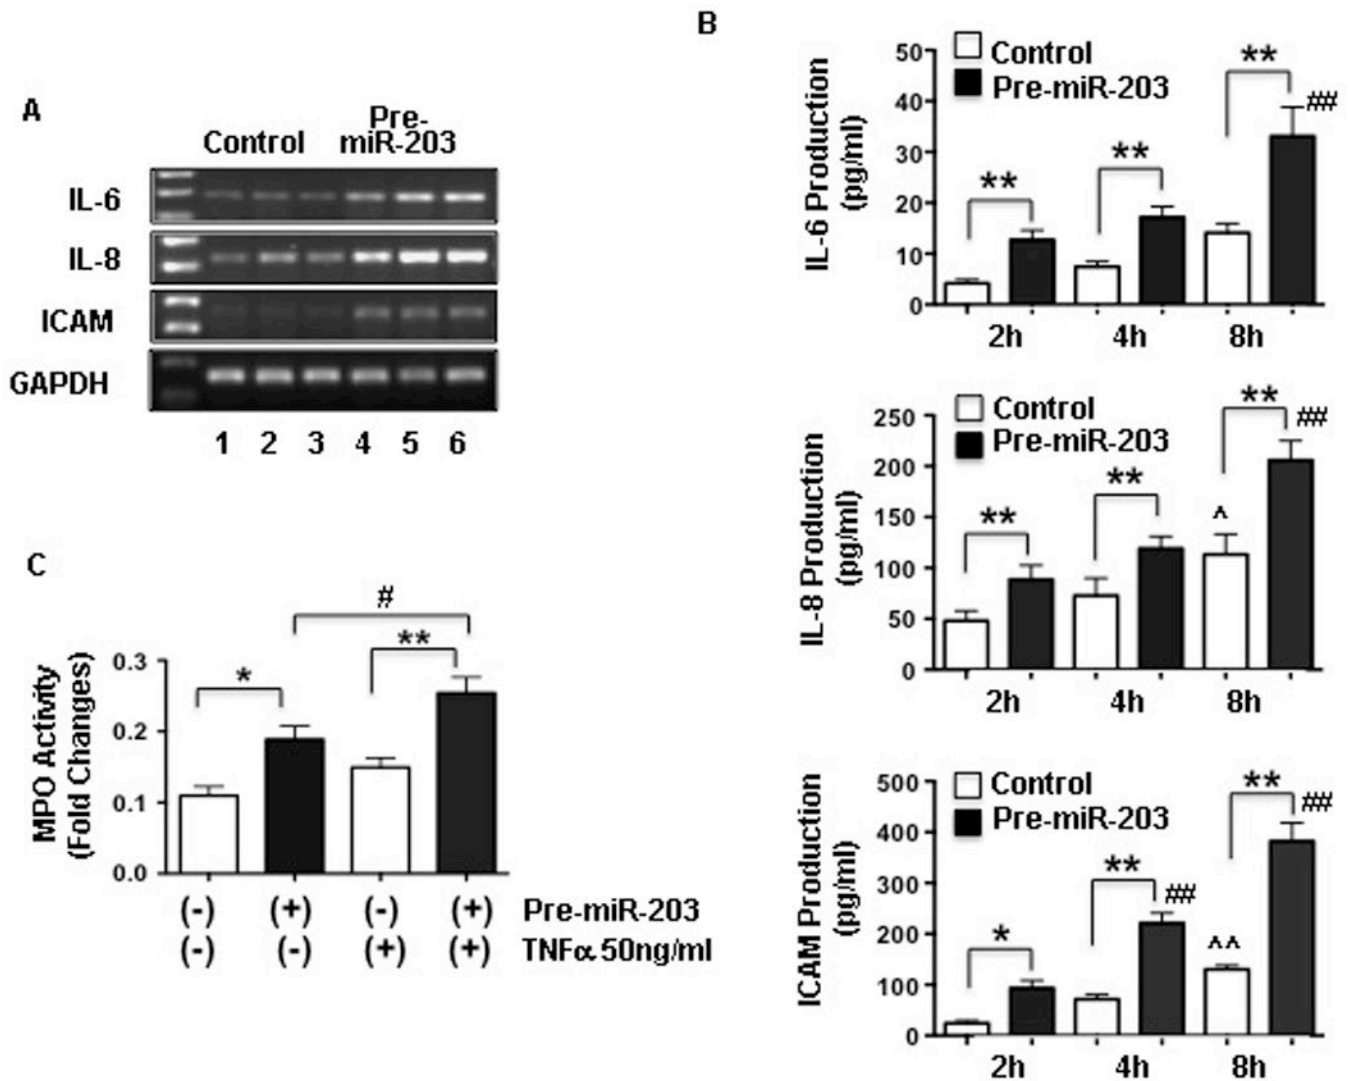 A
Control
Pre-
miR-203
IL-6
IL-8
ICAM
GAPDH
1 2 3 4 5 6
B
IL-6 Production
(pg/ml)
50
40
30
20
10
0
Control
Pre-miR-203
**
**
**
##
2h 4h 8h
IL-8 Production
(pg/ml)
250
200
150
100
50
0
Control
Pre-miR-203
**
**
**
^
##
2h 4h 8h
ICAM Production
(pg/ml)
500
400
300
200
100
0
Control
Pre-miR-203
*
**
##
**
^^
##
2h 4h 8h
C
MPO Activity
(Fold Changes)
0.3
0.2
0.1
0.0
*
#
**
(-) (+) (-) (+) Pre-miR-203
(-) (-) (+) (+) TNFα 50ng/ml